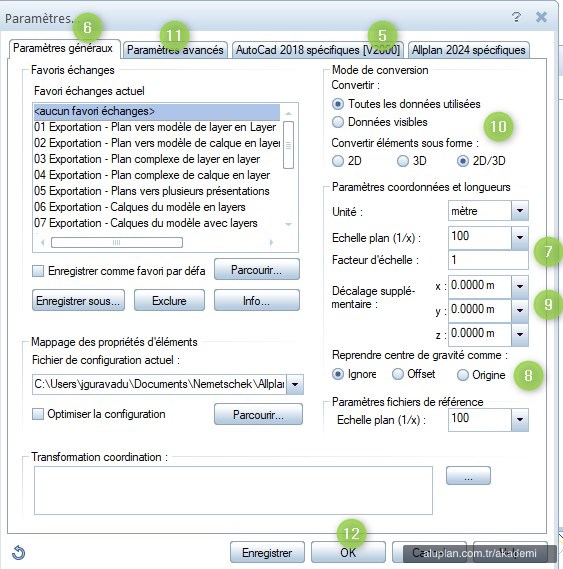 Paramètres...
6
11
5
Paramètres généraux
Paramètres avancés
AutoCad 2018 spécifiques [V2000]
Allplan 2024 spécifiques
Favoris échanges
Favori échanges actuel
<aucun favori échanges>
01 Exportation - Plan vers modèle de layer en Layer
02 Exportation - Plan vers modèle de calque en layer
03 Exportation - Plan complexe de layer en layer
04 Exportation - Plan complexe de calque en layer
05 Exportation - Plans vers plusieurs présentations
06 Exportation - Calques du modèle en layers
07 Exportation - Calques du modèle avec layers
Enregistrer comme favori par défa
Parcourir...
Enregistrer sous...
Exclure
Info...
Mappage des propriétés d'éléments
Fichier de configuration actuel :
C:\Users\jguravadu\Documents\Nemetschek\Allpla
Optimiser la configuration
Parcourir...
Mode de conversion
Convertir :
Toutes les données utilisées
Données visibles
10
Convertir éléments sous forme :
2D
3D
2D/3D
Paramètres coordonnées et longueurs
Unité :
mètre
Echelle plan (1/x) :
100
7
Facteur d'échelle :
1
Décalage supplé-
mentaire :
x :
0.0000 m
9
y :
0.0000 m
z :
0.0000 m
Reprendre centre de gravité comme :
Ignore
Offset
Origine
8
Paramètres fichiers de référence
Echelle plan (1/x) :
100
Transformation coordination :
...
12
Enregistrer
OK
aluplan.com.tr/akademi